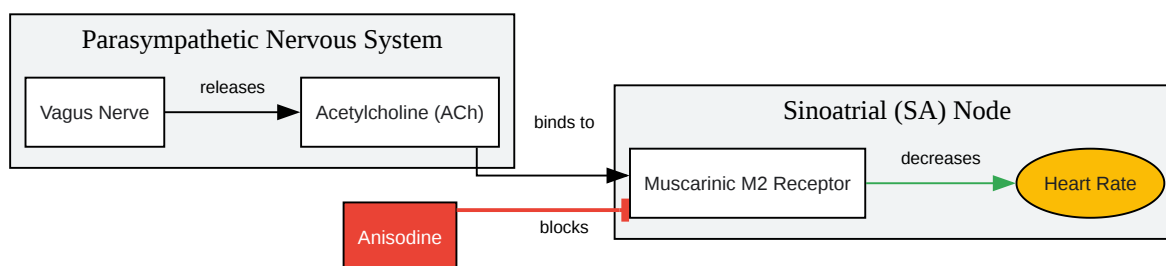 Parasympathetic Nervous System
Vagus Nerve
releases
Acetylcholine (ACh)
binds to
Sinoatrial (SA) Node
Muscarinic M2 Receptor
decreases
Heart Rate
Anisodine
blocks